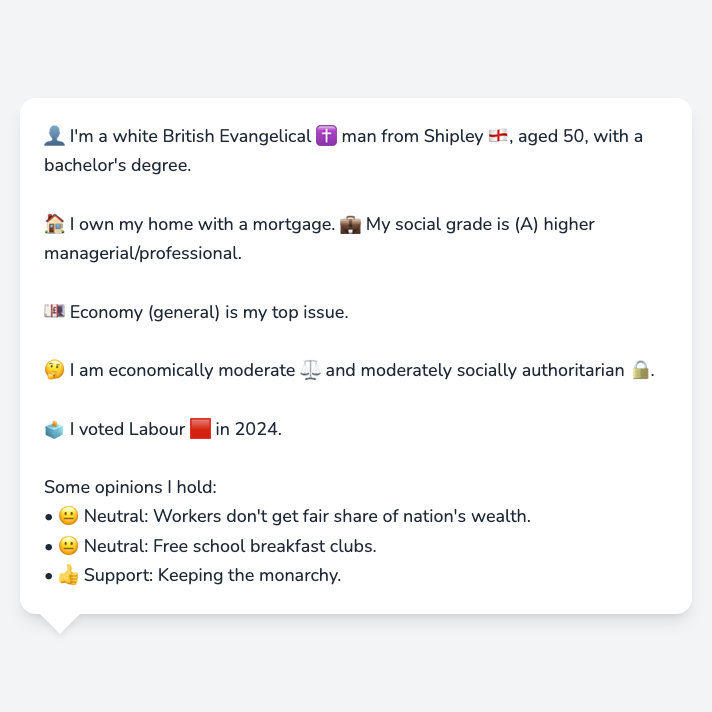 👤 I'm a white British Evangelical ✝️ man from Shipley 🏴󠁧󠁢󠁥󠁮󠁧󠁿, aged 50, with a
bachelor's degree.
🏠 I own my home with a mortgage. 💼 My social grade is (A) higher
managerial/professional.
💷 Economy (general) is my top issue.
🤔 I am economically moderate ⚖️ and moderately socially authoritarian 🔒.
🗳️ I voted Labour 🟥 in 2024.
Some opinions I hold:
• 😐 Neutral: Workers don't get fair share of nation's wealth.
• 😐 Neutral: Free school breakfast clubs.
• 👍 Support: Keeping the monarchy.